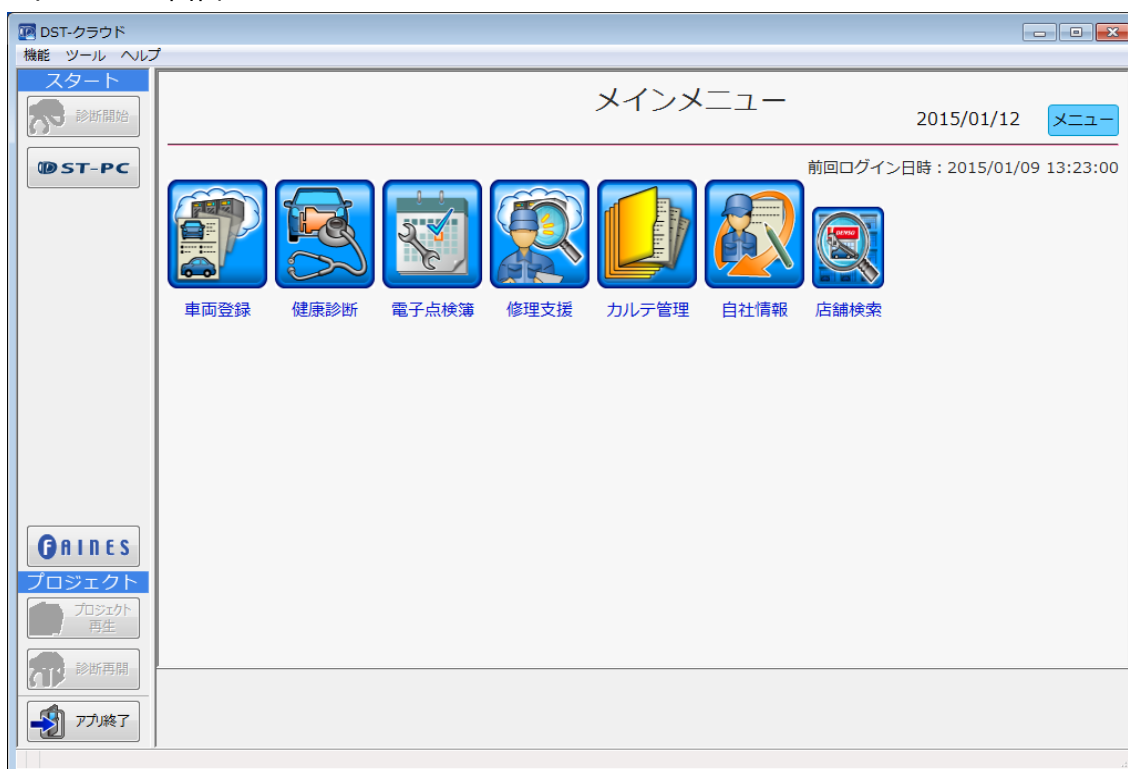 DST-クラウド
機能 ツール ヘルプ
スタート
診断開始
DST-PC
FAINES
プロジェクト
プロジェクト
再生
診断再開
アプリ終了
メインメニュー
2015/01/12
メニュー
前回ログイン日時：2015/01/09 13:23:00
DENSO
車両登録 健康診断 電子点検簿 修理支援 カルテ管理 自社情報 店舗検索